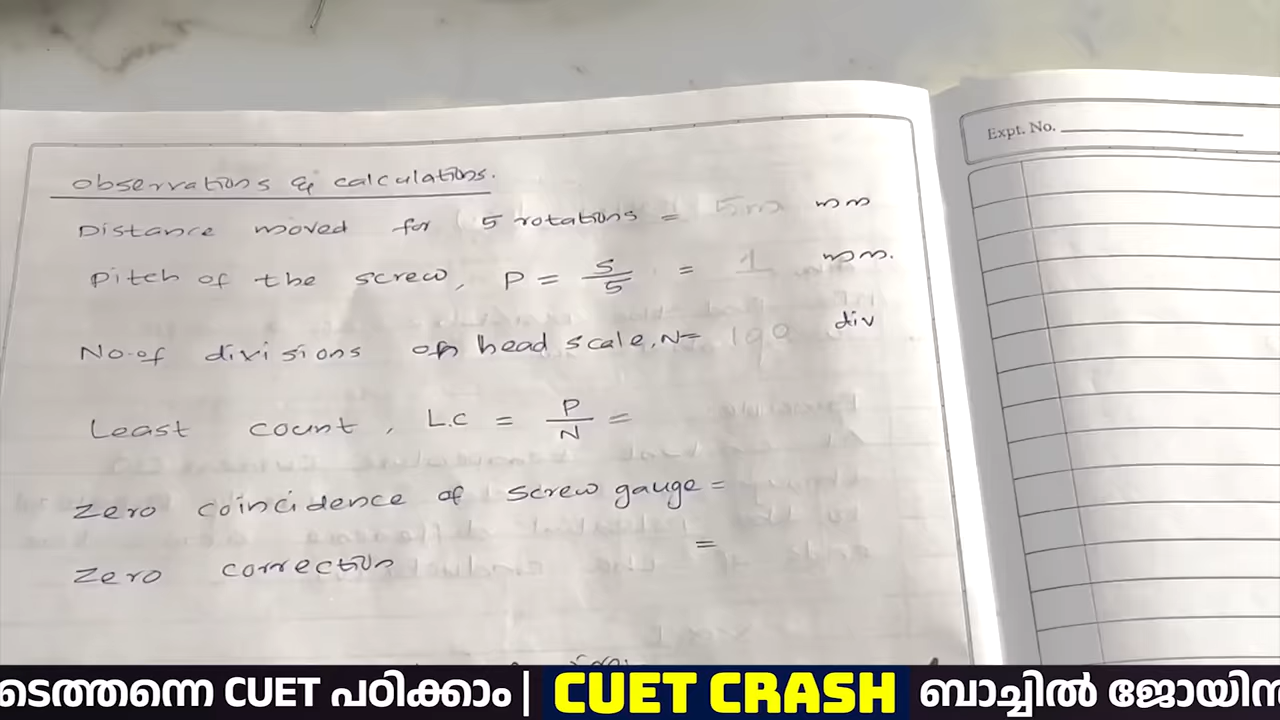 Observations & calculations.
Distance moved for 5 rotations = 5m mm
Pitch of the screw, P = 5/5 = 1 mm.
No. of divisions on head scale, N = 100 div
Least count, L.C = P/N =
Zero coincidence of screw gauge =
Zero correction =
Expt. No.
ടെത്തന്നെ CUET പഠിക്കാം | CUET CRASH ബാച്ചിൽ ജോയിൻ